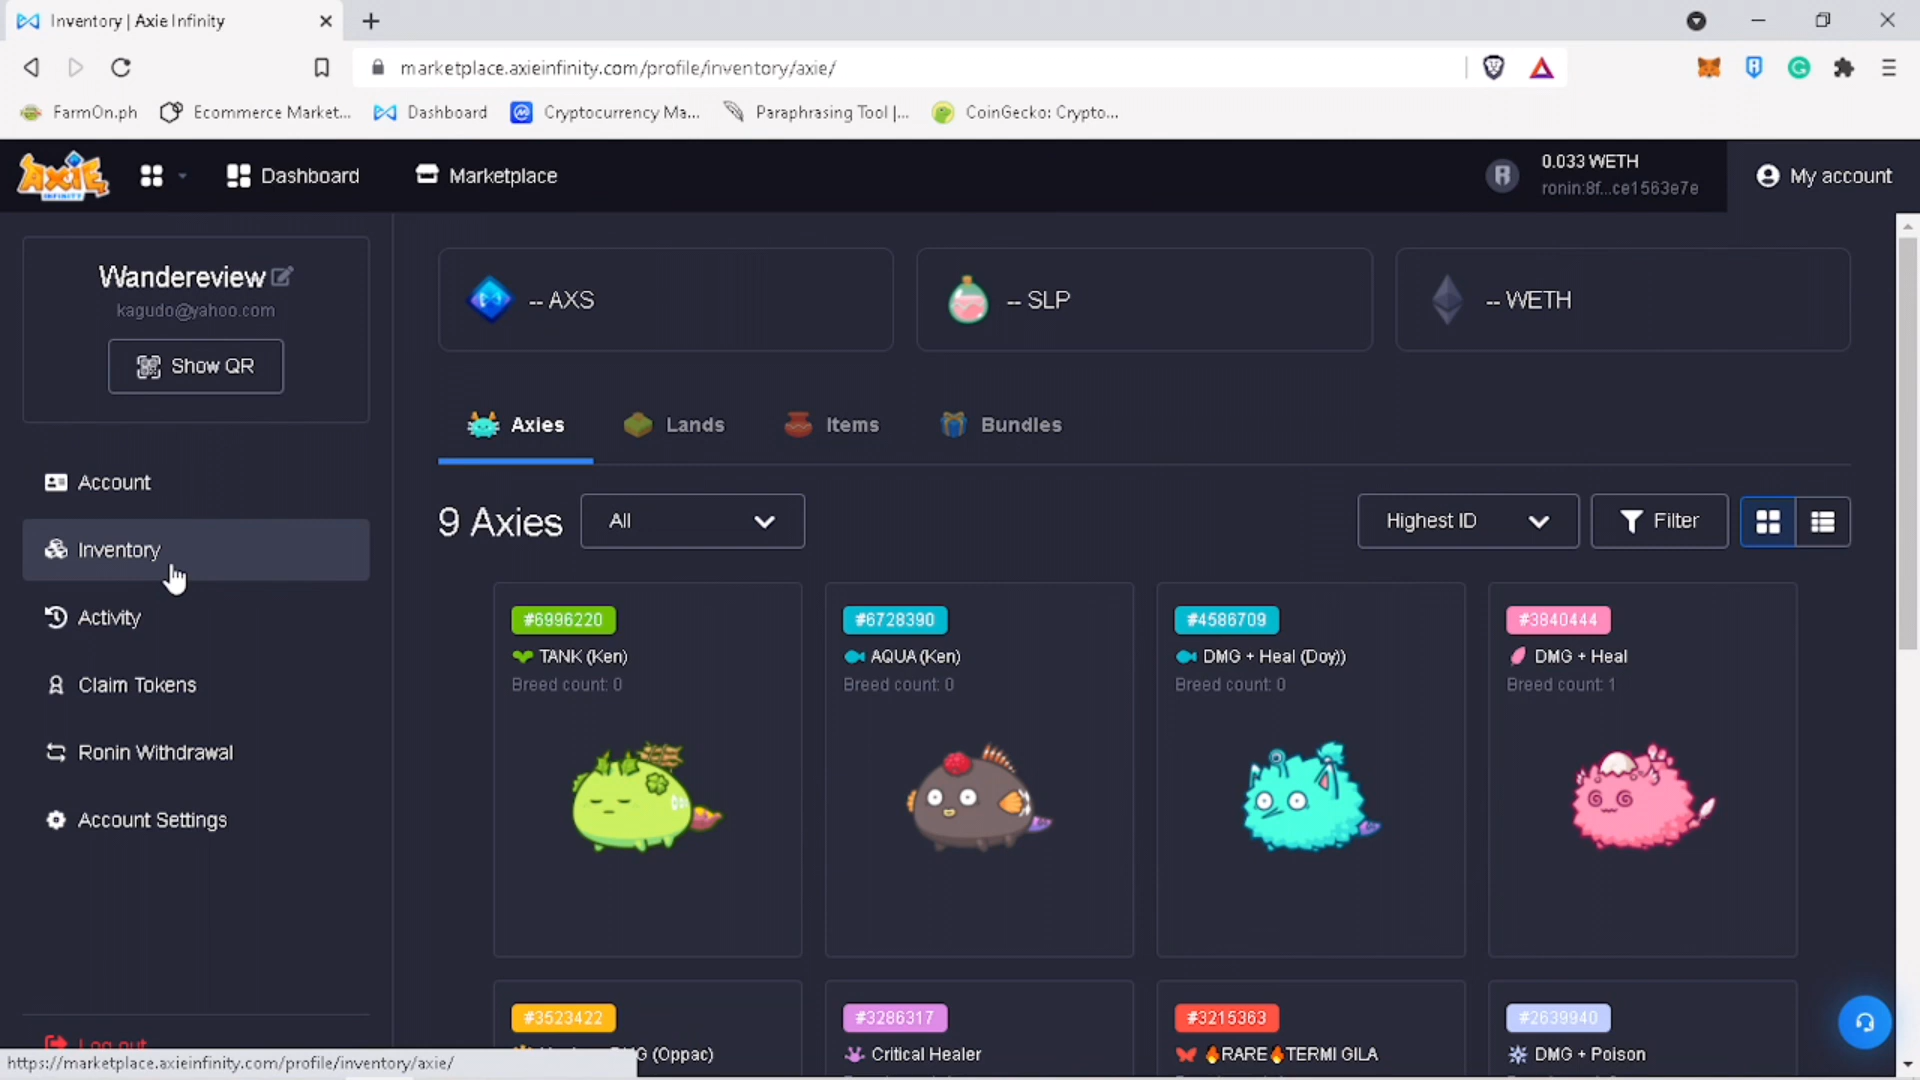 Inventory | Axie Infinity
marketplace.axieinfinity.com/profile/inventory/axie/
FarmOn.ph Ecommerce Market... Dashboard Cryptocurrency Ma... Paraphrasing Tool |... CoinGecko: Crypto...
AXIE INFINITY Dashboard Marketplace
0.033 WETH
ronin:8f...ce1563e7e
My account
Wandereview
kagudo@yahoo.com
Show QR
Account
Inventory
Activity
Claim Tokens
Ronin Withdrawal
Account Settings
Log out
-- AXS -- SLP -- WETH
Axies Lands Items Bundles
9 Axies All Highest ID Filter
#6996220 #6728390 #4586709 #3840444
TANK (Ken) AQUA (Ken) DMG + Heal (Doy)) DMG + Heal
Breed count: 0 Breed count: 0 Breed count: 0 Breed count: 1
#3523422 #3286317 #3215363 #2639940
(Oppac) Critical Healer 🔥RARE🔥TERMI GILA DMG + Poison
https://marketplace.axieinfinity.com/profile/inventory/axie/